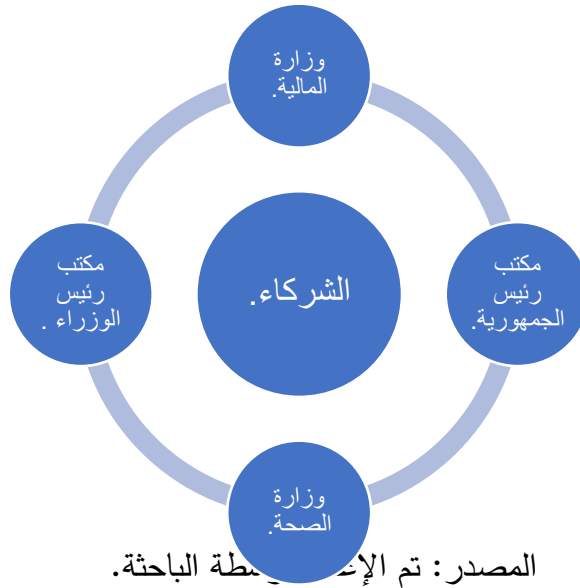 وزارة
المالية.
مكتب
رئيس
الجمهورية.
الشركاء.
مكتب
رئيس
الوزراء .
وزارة
الصحة.
المصدر: تم الباحثة.